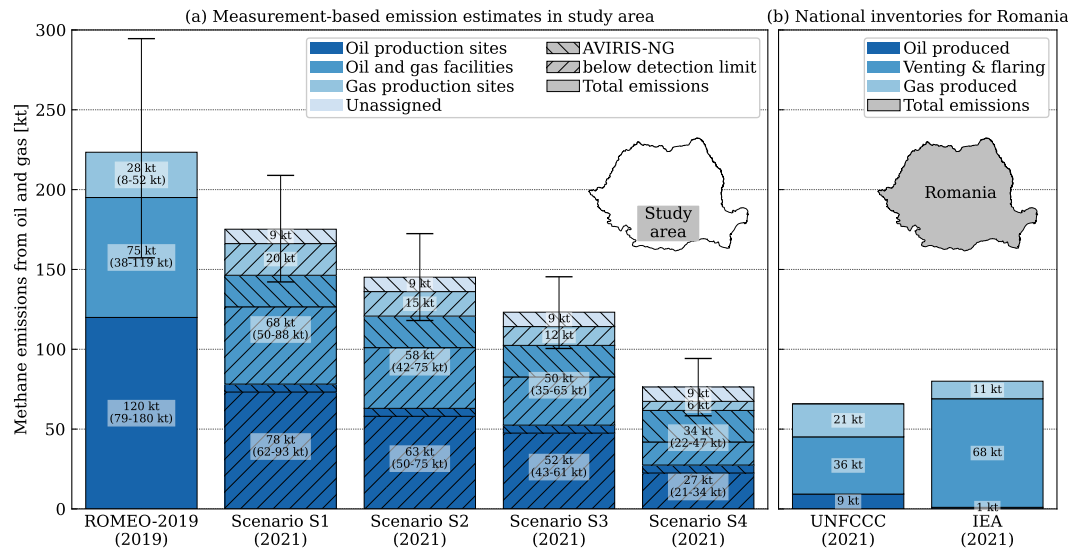 (a) Measurement-based emission estimates in study area
(b) National inventories for Romania
Methane emissions from oil and gas [kt]
300
250
200
150
100
50
0
Oil production sites
Oil and gas facilities
Gas production sites
Unassigned
AVIRIS-NG
below detection limit
Total emissions
Study
area
28 kt
(8-52 kt)
75 kt
(38-119 kt)
120 kt
(79-180 kt)
9 kt
20 kt
68 kt
(50-88 kt)
78 kt
(62-93 kt)
9 kt
15 kt
58 kt
(42-75 kt)
63 kt
(50-75 kt)
9 kt
12 kt
50 kt
(35-65 kt)
52 kt
(43-61 kt)
9 kt
6 kt
34 kt
(22-47 kt)
27 kt
(21-34 kt)
ROMEO-2019
(2019)
Scenario S1
(2021)
Scenario S2
(2021)
Scenario S3
(2021)
Scenario S4
(2021)
Oil produced
Venting & flaring
Gas produced
Total emissions
Romania
21 kt
36 kt
9 kt
11 kt
68 kt
1 kt
UNFCCC
(2021)
IEA
(2021)